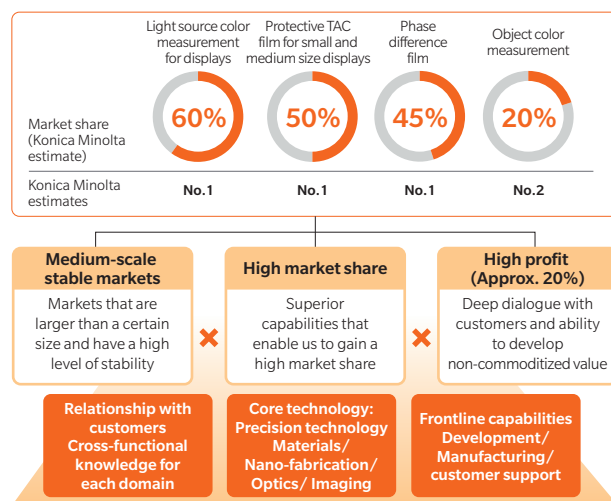 Light source color
measurement
for displays
Protective TAC
film for small and
medium size displays
Phase
difference
film
Object color
measurement
Market share
(Konica Minolta
estimate)
60%
50%
45%
20%
Konica Minolta
estimates
No.1
No.1
No.1
No.2
Medium-scale
stable markets
Markets that are
larger than a certain
size and have a high
level of stability
High market share
Superior
capabilities that
enable us to gain
a high market share
High profit
(Approx. 20%)
Deep dialogue with
customers and ability
to develop
non-commoditized value
Relationship with
customers
Cross-functional
knowledge for
each domain
Core technology:
Precision technology
Materials/
Nano-fabrication/
Optics/ Imaging
Frontline capabilities
Development/
Manufacturing/
customer support